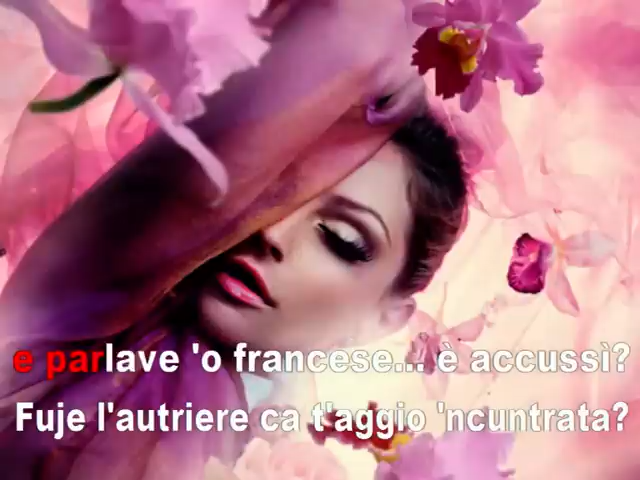 e parlave 'o francese... è accussì?
Fuje l'autriere ca t'aggio 'ncuntrata?